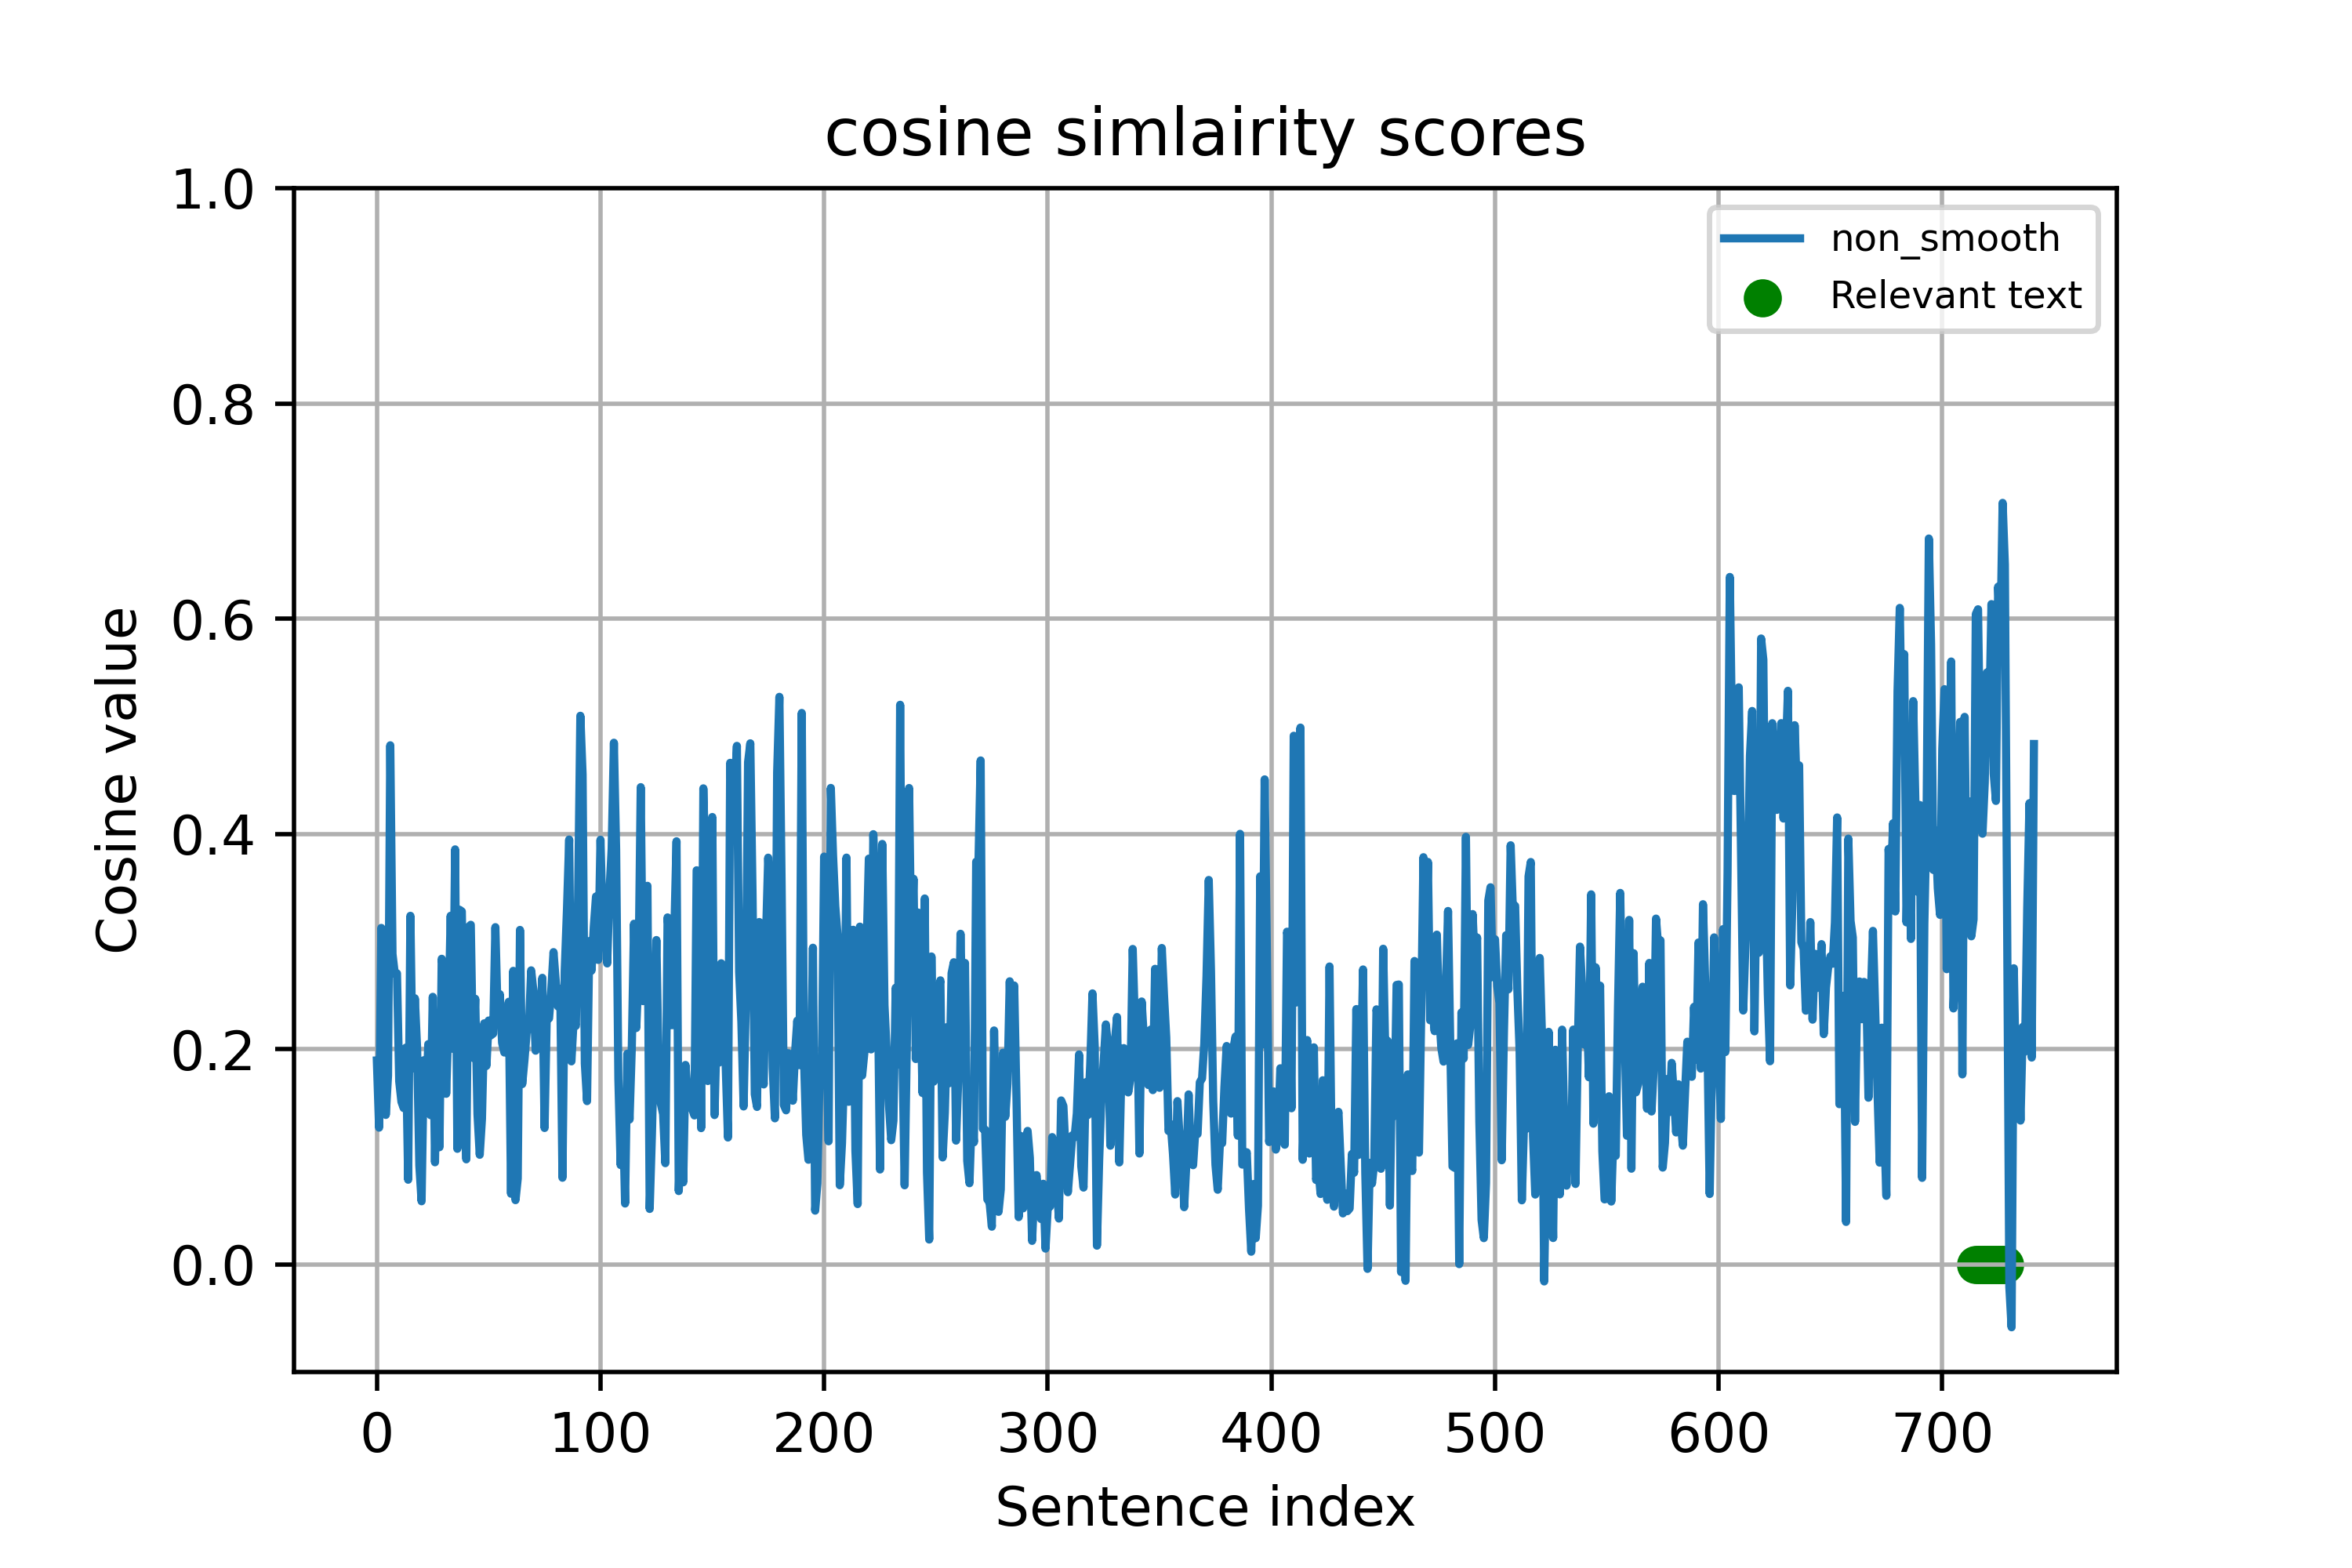 cosine simlairity scores
1.0
0.8
0.6
0.4
0.2
0.0
Cosine value
non_smooth
Relevant text
0 100 200 300 400 500 600 700
Sentence index